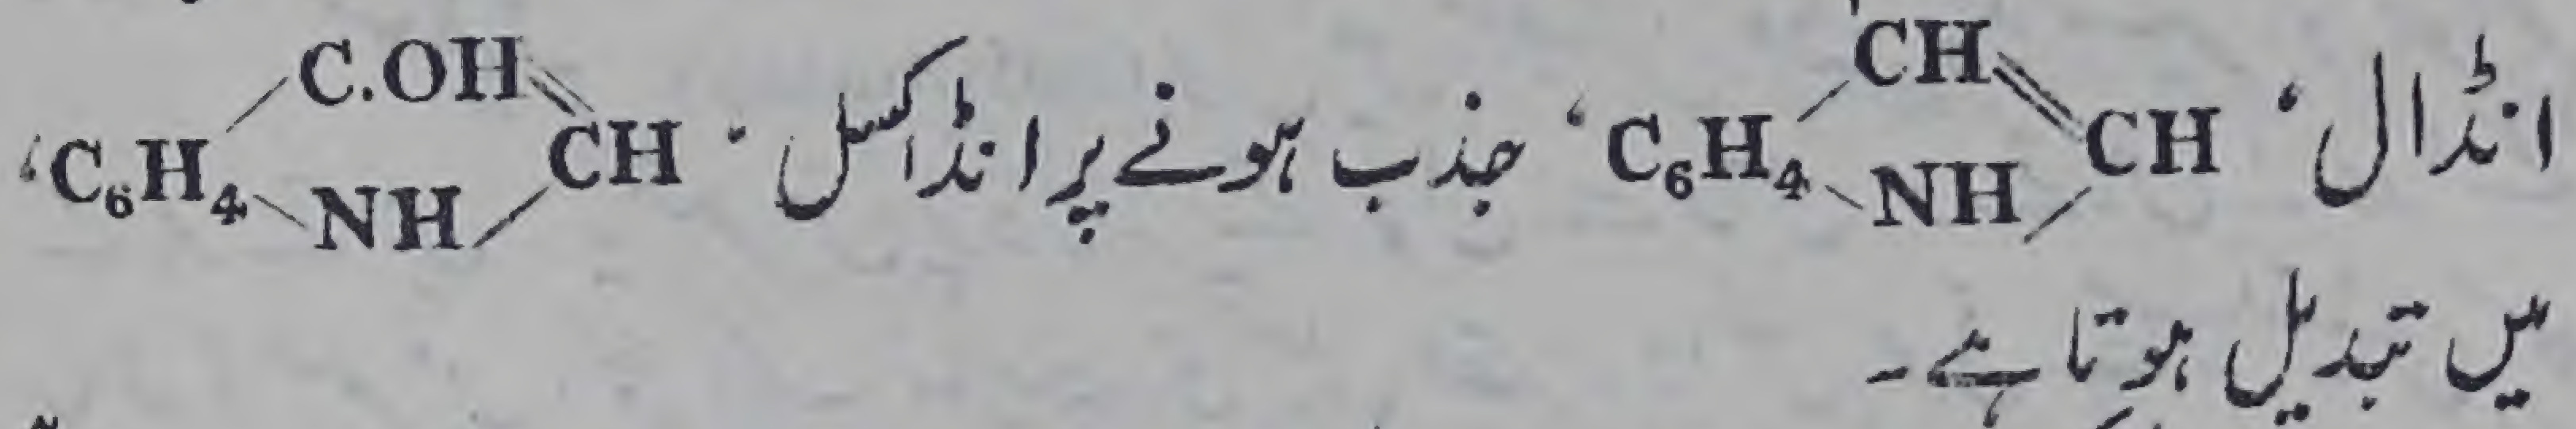 انڈال، C₆H₄<CH=CH/NH>، جذب ہونے پر انڈاکسل، C₆H₄<C.OH=CH/NH>،
میں تبدیل ہوتا ہے۔